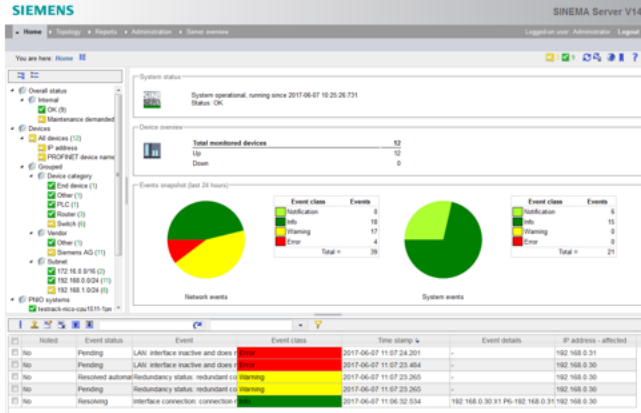 SIEMENS
SINEMA Server V14
Home Topology Reports Administration Server overview
Logged-on user: Administrator Logout
You are here: Home
System status
System operational, running since 2017-06-07 10:25:26.731
Status: OK
Overall status
Internal
OK (9)
Maintenance demanded
Devices
All devices (12)
IP address
PROFINET device name
Grouped
Device category
End device (1)
Other (1)
PLC (1)
Router (3)
Switch (6)
Vendor
Other (1)
Siemens AG (11)
Subnet
172.16.0.0/16 (2)
192.168.0.0/24 (11)
192.168.1.0/24 (6)
PNIO systems
Device overview
Total monitored devices 12
Up 12
Down 0
Events snapshot (last 24 hours)
Event class Events
Notification 0
Info 18
Warning 17
Error 4
Total = 39
Network events
Event class Events
Notification 6
Info 15
Warning 0
Error 0
Total = 21
System events
Noted Event status Event Event class Time stamp Event details IP address - affected
No Pending LAN: interface inactive and does r Error 2017-06-07 11:07:24.201 - 192.168.0.31
No Pending LAN: interface inactive and does r Error 2017-06-07 11:07:23.484 - 192.168.0.30
No Resolved automat Redundancy status: redundant co Warning 2017-06-07 11:07:23.265 - 192.168.0.30
No Pending Redundancy status: redundant co Warning 2017-06-07 11:07:23.265 - 192.168.0.30
No Resolving Interface connection: connection r Info 2017-06-07 11:06:32.534 192.168.0.30.X1 P6-192.168.0.31 192.168.0.30